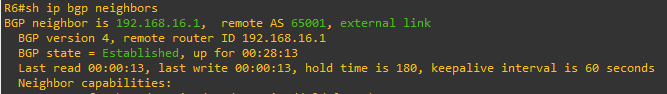 R6#sh ip bgp neighbors
BGP neighbor is 192.168.16.1,  remote AS 65001, external link
  BGP version 4, remote router ID 192.168.16.1
  BGP state = Established, up for 00:28:13
  Last read 00:00:13, last write 00:00:13, hold time is 180, keepalive interval is 60 seconds
  Neighbor capabilities: